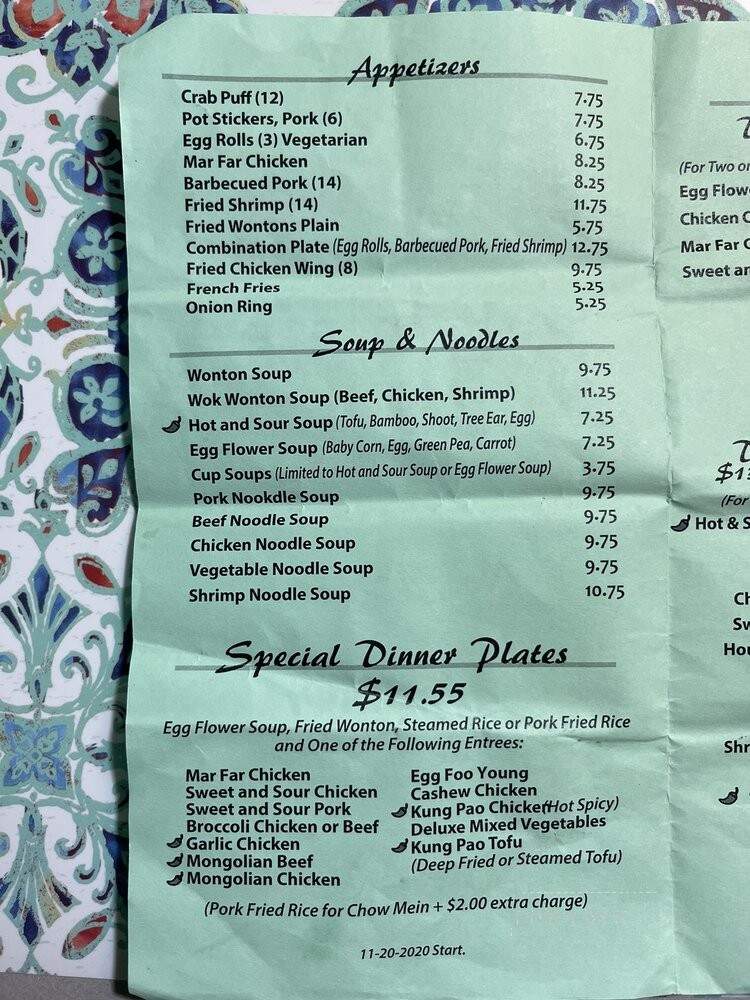 Appetizers
Crab Puff (12) 7.75
Pot Stickers, Pork (6) 7.75
Egg Rolls (3) Vegetarian 6.75
Mar Far Chicken 8.25
Barbecued Pork (14) 8.25
Fried Shrimp (14) 11.75
Fried Wontons Plain 5.75
Combination Plate (Egg Rolls, Barbecued Pork, Fried Shrimp) 12.75
Fried Chicken Wing (8) 9.75
French Fries 5.25
Onion Ring 5.25
Soup & Noodles
Wonton Soup 9.75
Wok Wonton Soup (Beef, Chicken, Shrimp) 11.25
Hot and Sour Soup (Tofu, Bamboo, Shoot, Tree Ear, Egg) 7.25
Egg Flower Soup (Baby Corn, Egg, Green Pea, Carrot) 7.25
Cup Soups (Limited to Hot and Sour Soup or Egg Flower Soup) 3.75
Pork Nookdle Soup 9.75
Beef Noodle Soup 9.75
Chicken Noodle Soup 9.75
Vegetable Noodle Soup 9.75
Shrimp Noodle Soup 10.75
Special Dinner Plates
$11.55
Egg Flower Soup, Fried Wonton, Steamed Rice or Pork Fried Rice
and One of the Following Entrees:
Mar Far Chicken
Sweet and Sour Chicken
Sweet and Sour Pork
Broccoli Chicken or Beef
Garlic Chicken
Mongolian Beef
Mongolian Chicken
Egg Foo Young
Cashew Chicken
Kung Pao Chicken (Hot Spicy)
Deluxe Mixed Vegetables
Kung Pao Tofu
(Deep Fried or Steamed Tofu)
(Pork Fried Rice for Chow Mein + $2.00 extra charge)
11-20-2020 Start.
(For Two or
Egg Flow
Chicken
Mar Far
Sweet an
(For
Hot & S
Ch
Sw
Hou
Shr